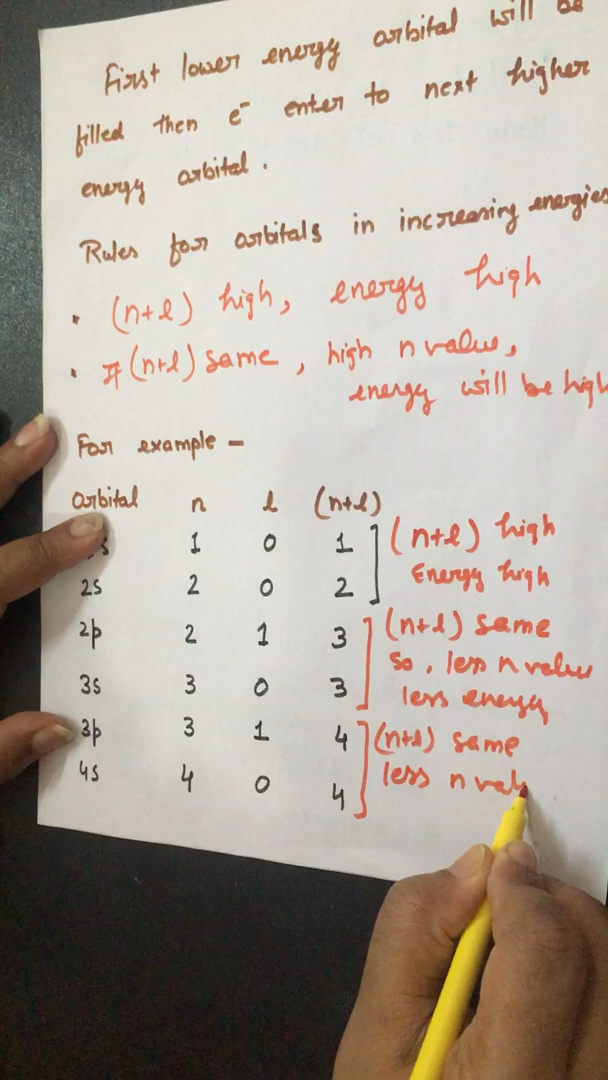 First lower energy orbital will be
filled then e⁻ enter to next higher
energy orbital.
Rules for orbitals in increasing energies
• (n+l) high, energy high
• If (n+l) same, high n value,
energy will be high
For example -
orbital n l (n+l)
s 1 0 1 (n+l) high
2s 2 0 2 Energy high
2p 2 1 3 (n+l) same
so, less n value
3s 3 0 3 less energy
3p 3 1 4 (n+l) same
4s 4 0 4 less n val